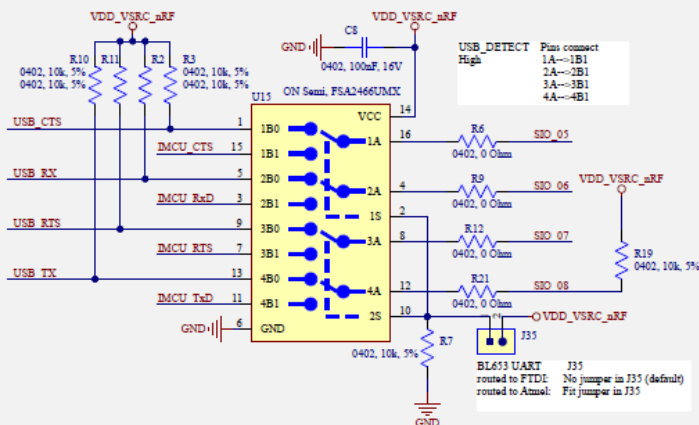 VDD_VSRC_nRF
R10
0402, 10k, 5%
0402, 10k, 5%
R11
R2
R3
0402, 10k, 5%
0402, 10k, 5%
VDD_VSRC_nRF
C8
GND
0402, 100nF, 16V
USB_DETECT Pins connect
High 1A-->1B1
2A-->2B1
3A-->3B1
4A-->4B1
U15
ON Semi, FSA2466UMX
VCC
14
USB_CTS
1
1B0
1A
16
R6
0402, 0 Ohm
SIO_05
IMCU_CTS
15
1B1
USB_RX
5
2B0
2A
4
R9
0402, 0 Ohm
SIO_06
VDD_VSRC_nRF
IMCU_RxD
3
2B1
1S
2
USB_RTS
9
3B0
3A
8
R12
0402, 0 Ohm
SIO_07
IMCU_RTS
7
3B1
R19
0402, 10k, 5%
USB_TX
13
4B0
4A
12
R21
0402, 0 Ohm
SIO_08
IMCU_TxD
11
4B1
2S
10
GND
6
GND
R7
0402, 10k, 5%
GND
1
2
VDD_VSRC_nRF
J35
BL653 UART J35
routed to FTDI: No jumper in J35 (default)
routed to Atmel: Fit jumper in J35